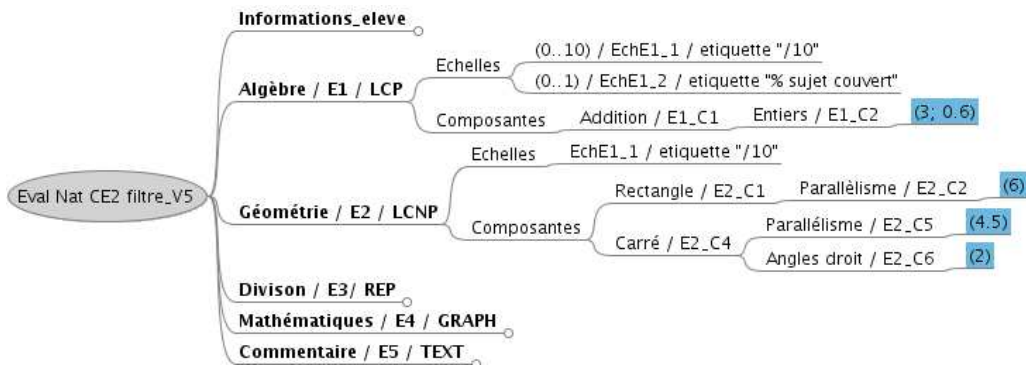 Informations_eleve
(0..10) / EchE1_1 / etiquette "/10"
Echelles
(0..1) / EchE1_2 / etiquette "% sujet couvert"
Algèbre / E1 / LCP
Composantes Addition / E1_C1 Entiers / E1_C2 (3; 0.6)
Echelles EchE1_1 / etiquette "/10"
Eval Nat CE2 filtre_V5
Rectangle / E2_C1 Parallèlisme / E2_C2 (6)
Géométrie / E2 / LCNP
Composantes
Parallélisme / E2_C5 (4.5)
Carré / E2_C4
Angles droit / E2_C6 (2)
Divison / E3/ REP
Mathématiques / E4 / GRAPH
Commentaire / E5 / TEXT